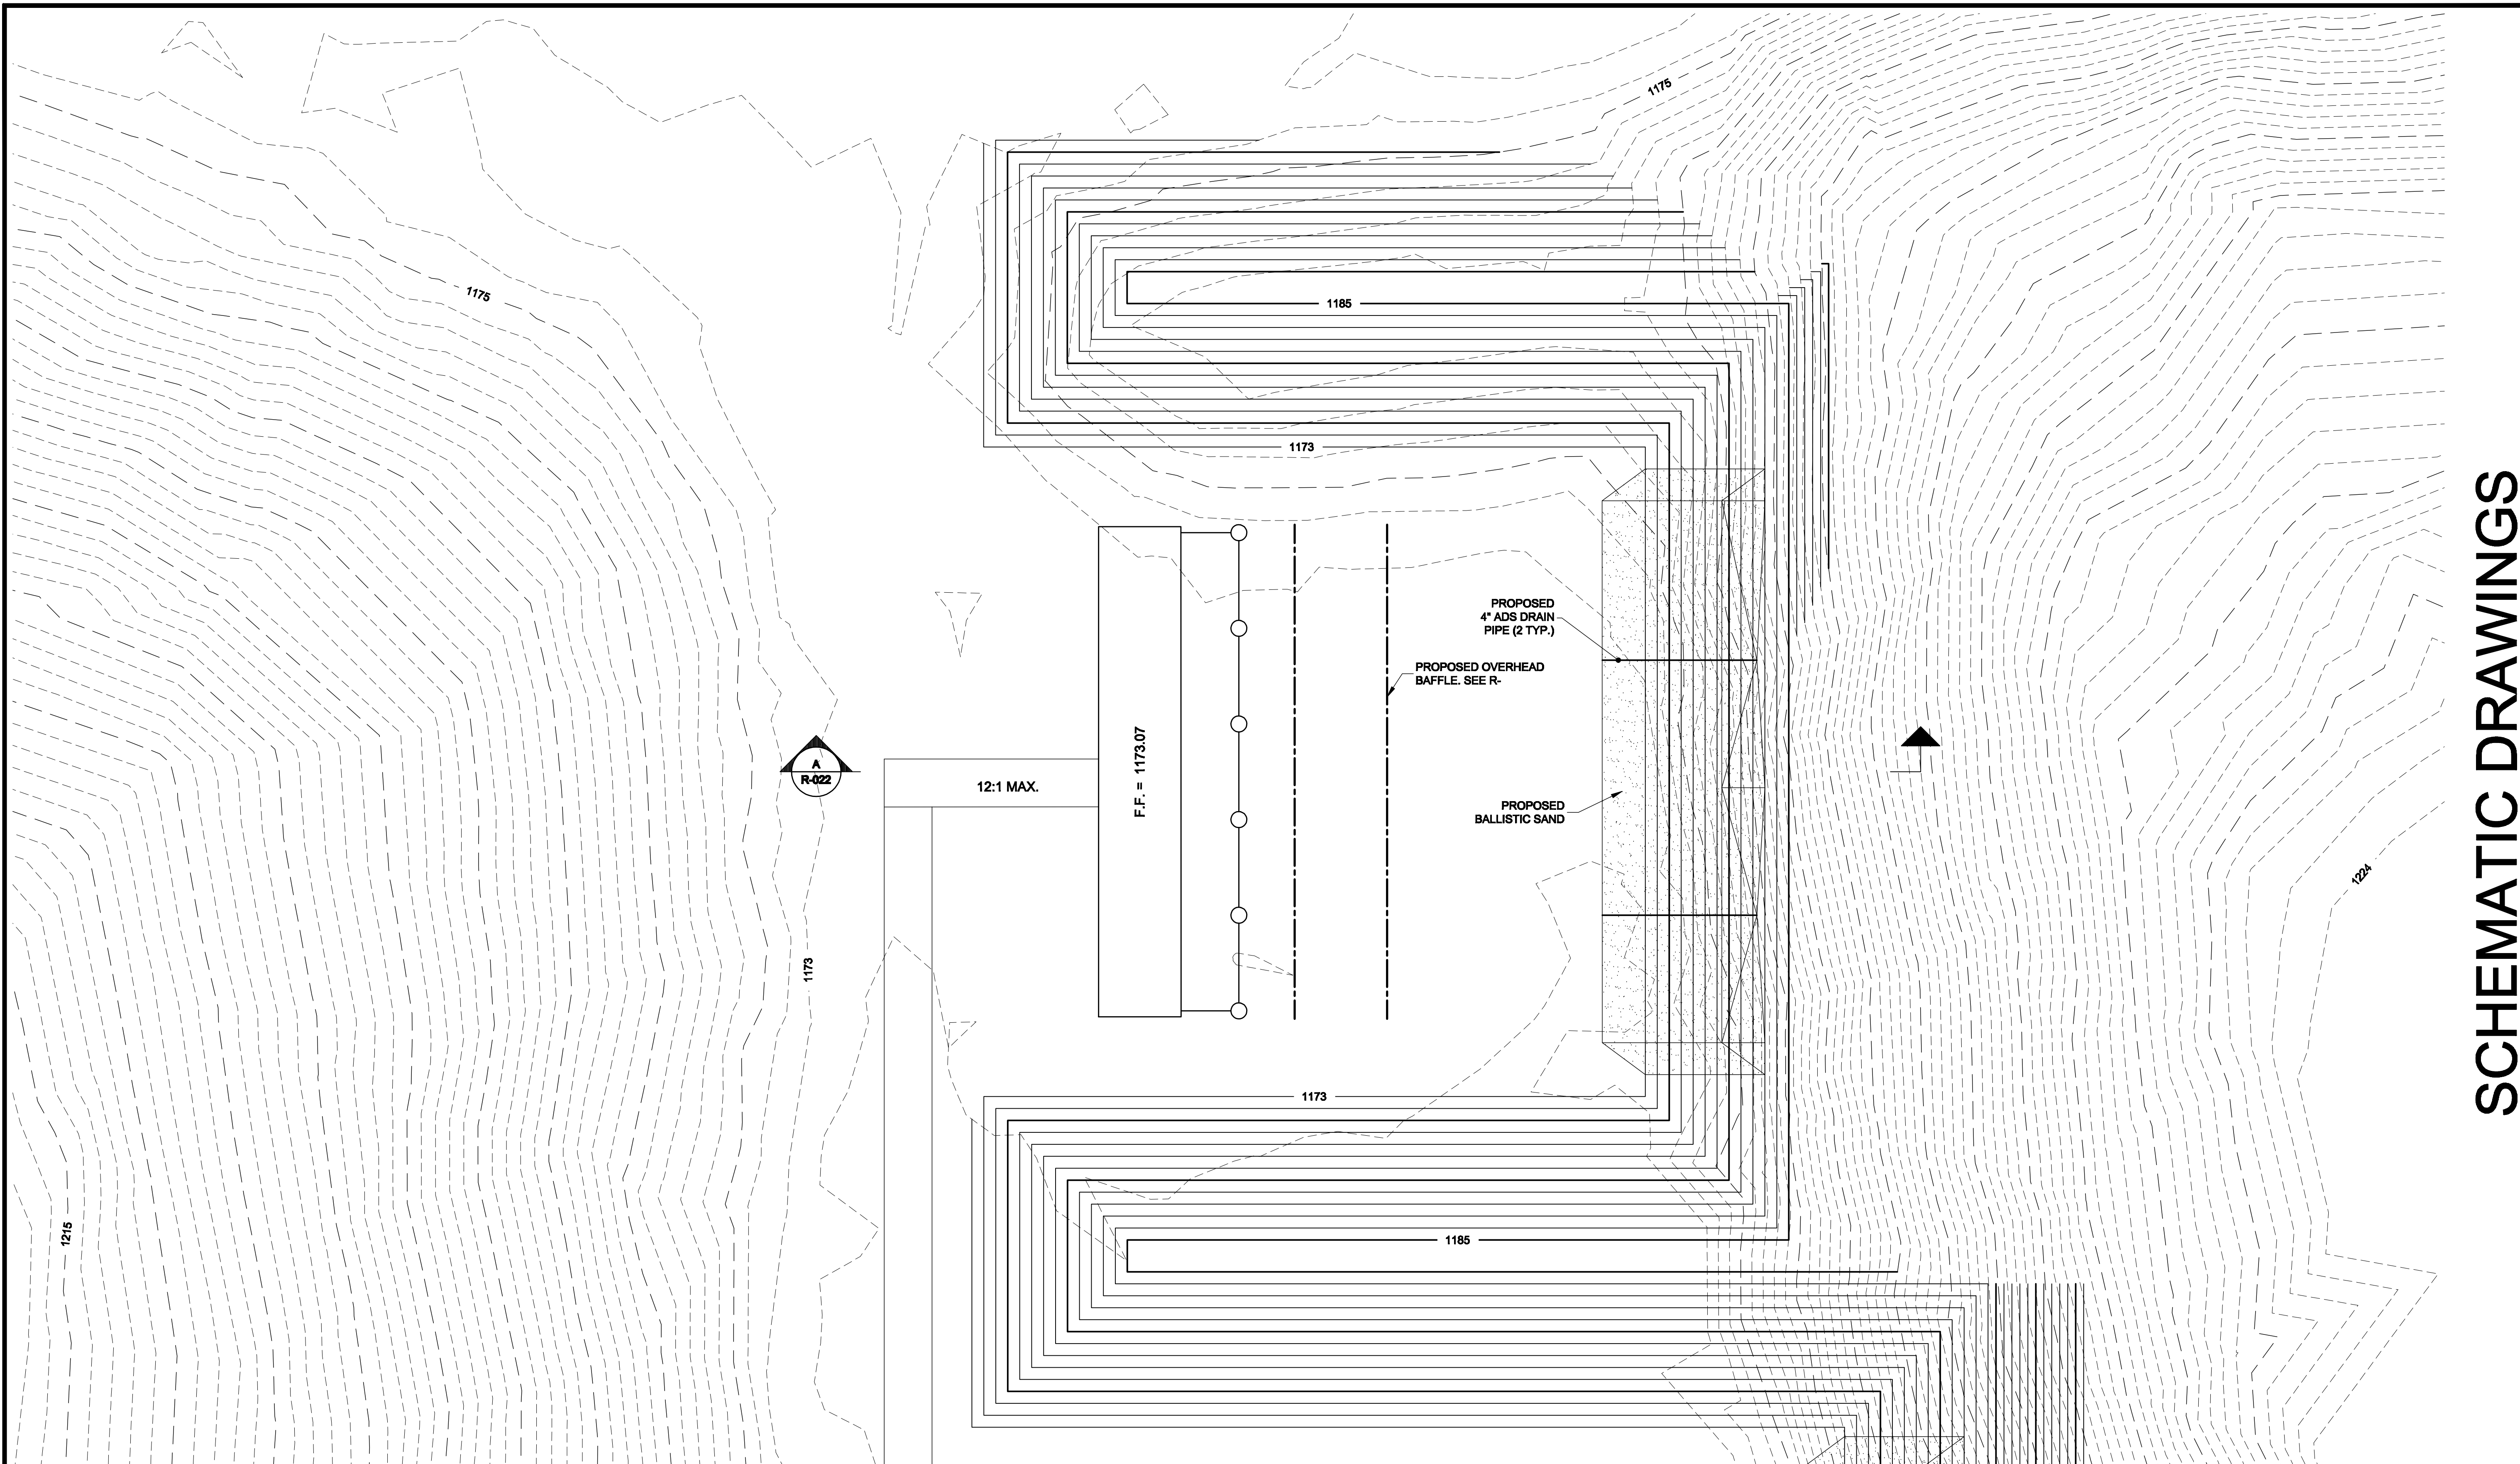 1175
1175
1185
1173
PROPOSED
4" ADS DRAIN
PIPE (2 TYP.)
PROPOSED OVERHEAD
BAFFLE. SEE R-
A
R-022
12:1 MAX.
F.F. = 1173.07
PROPOSED
BALLISTIC SAND
1224
1173
1173
1215
1185
SCHEMATIC DRAWINGS